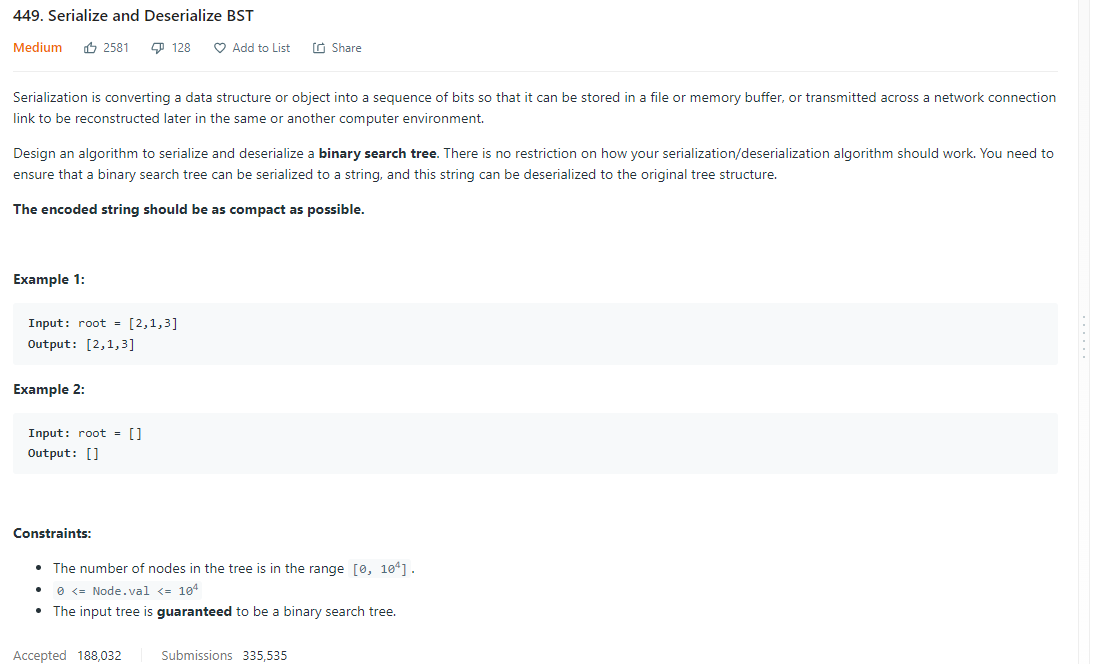 449. Serialize and Deserialize BST
Medium 2581 128 Add to List Share
Serialization is converting a data structure or object into a sequence of bits so that it can be stored in a file or memory buffer, or transmitted across a network connection
link to be reconstructed later in the same or another computer environment.
Design an algorithm to serialize and deserialize a binary search tree. There is no restriction on how your serialization/deserialization algorithm should work. You need to
ensure that a binary search tree can be serialized to a string, and this string can be deserialized to the original tree structure.
The encoded string should be as compact as possible.
Example 1:
Input: root = [2,1,3]
Output: [2,1,3]
Example 2:
Input: root = []
Output: []
Constraints:
• The number of nodes in the tree is in the range [0, 10⁴].
• 0 <= Node.val <= 10⁴
• The input tree is guaranteed to be a binary search tree.
Accepted 188,032 Submissions 335,535